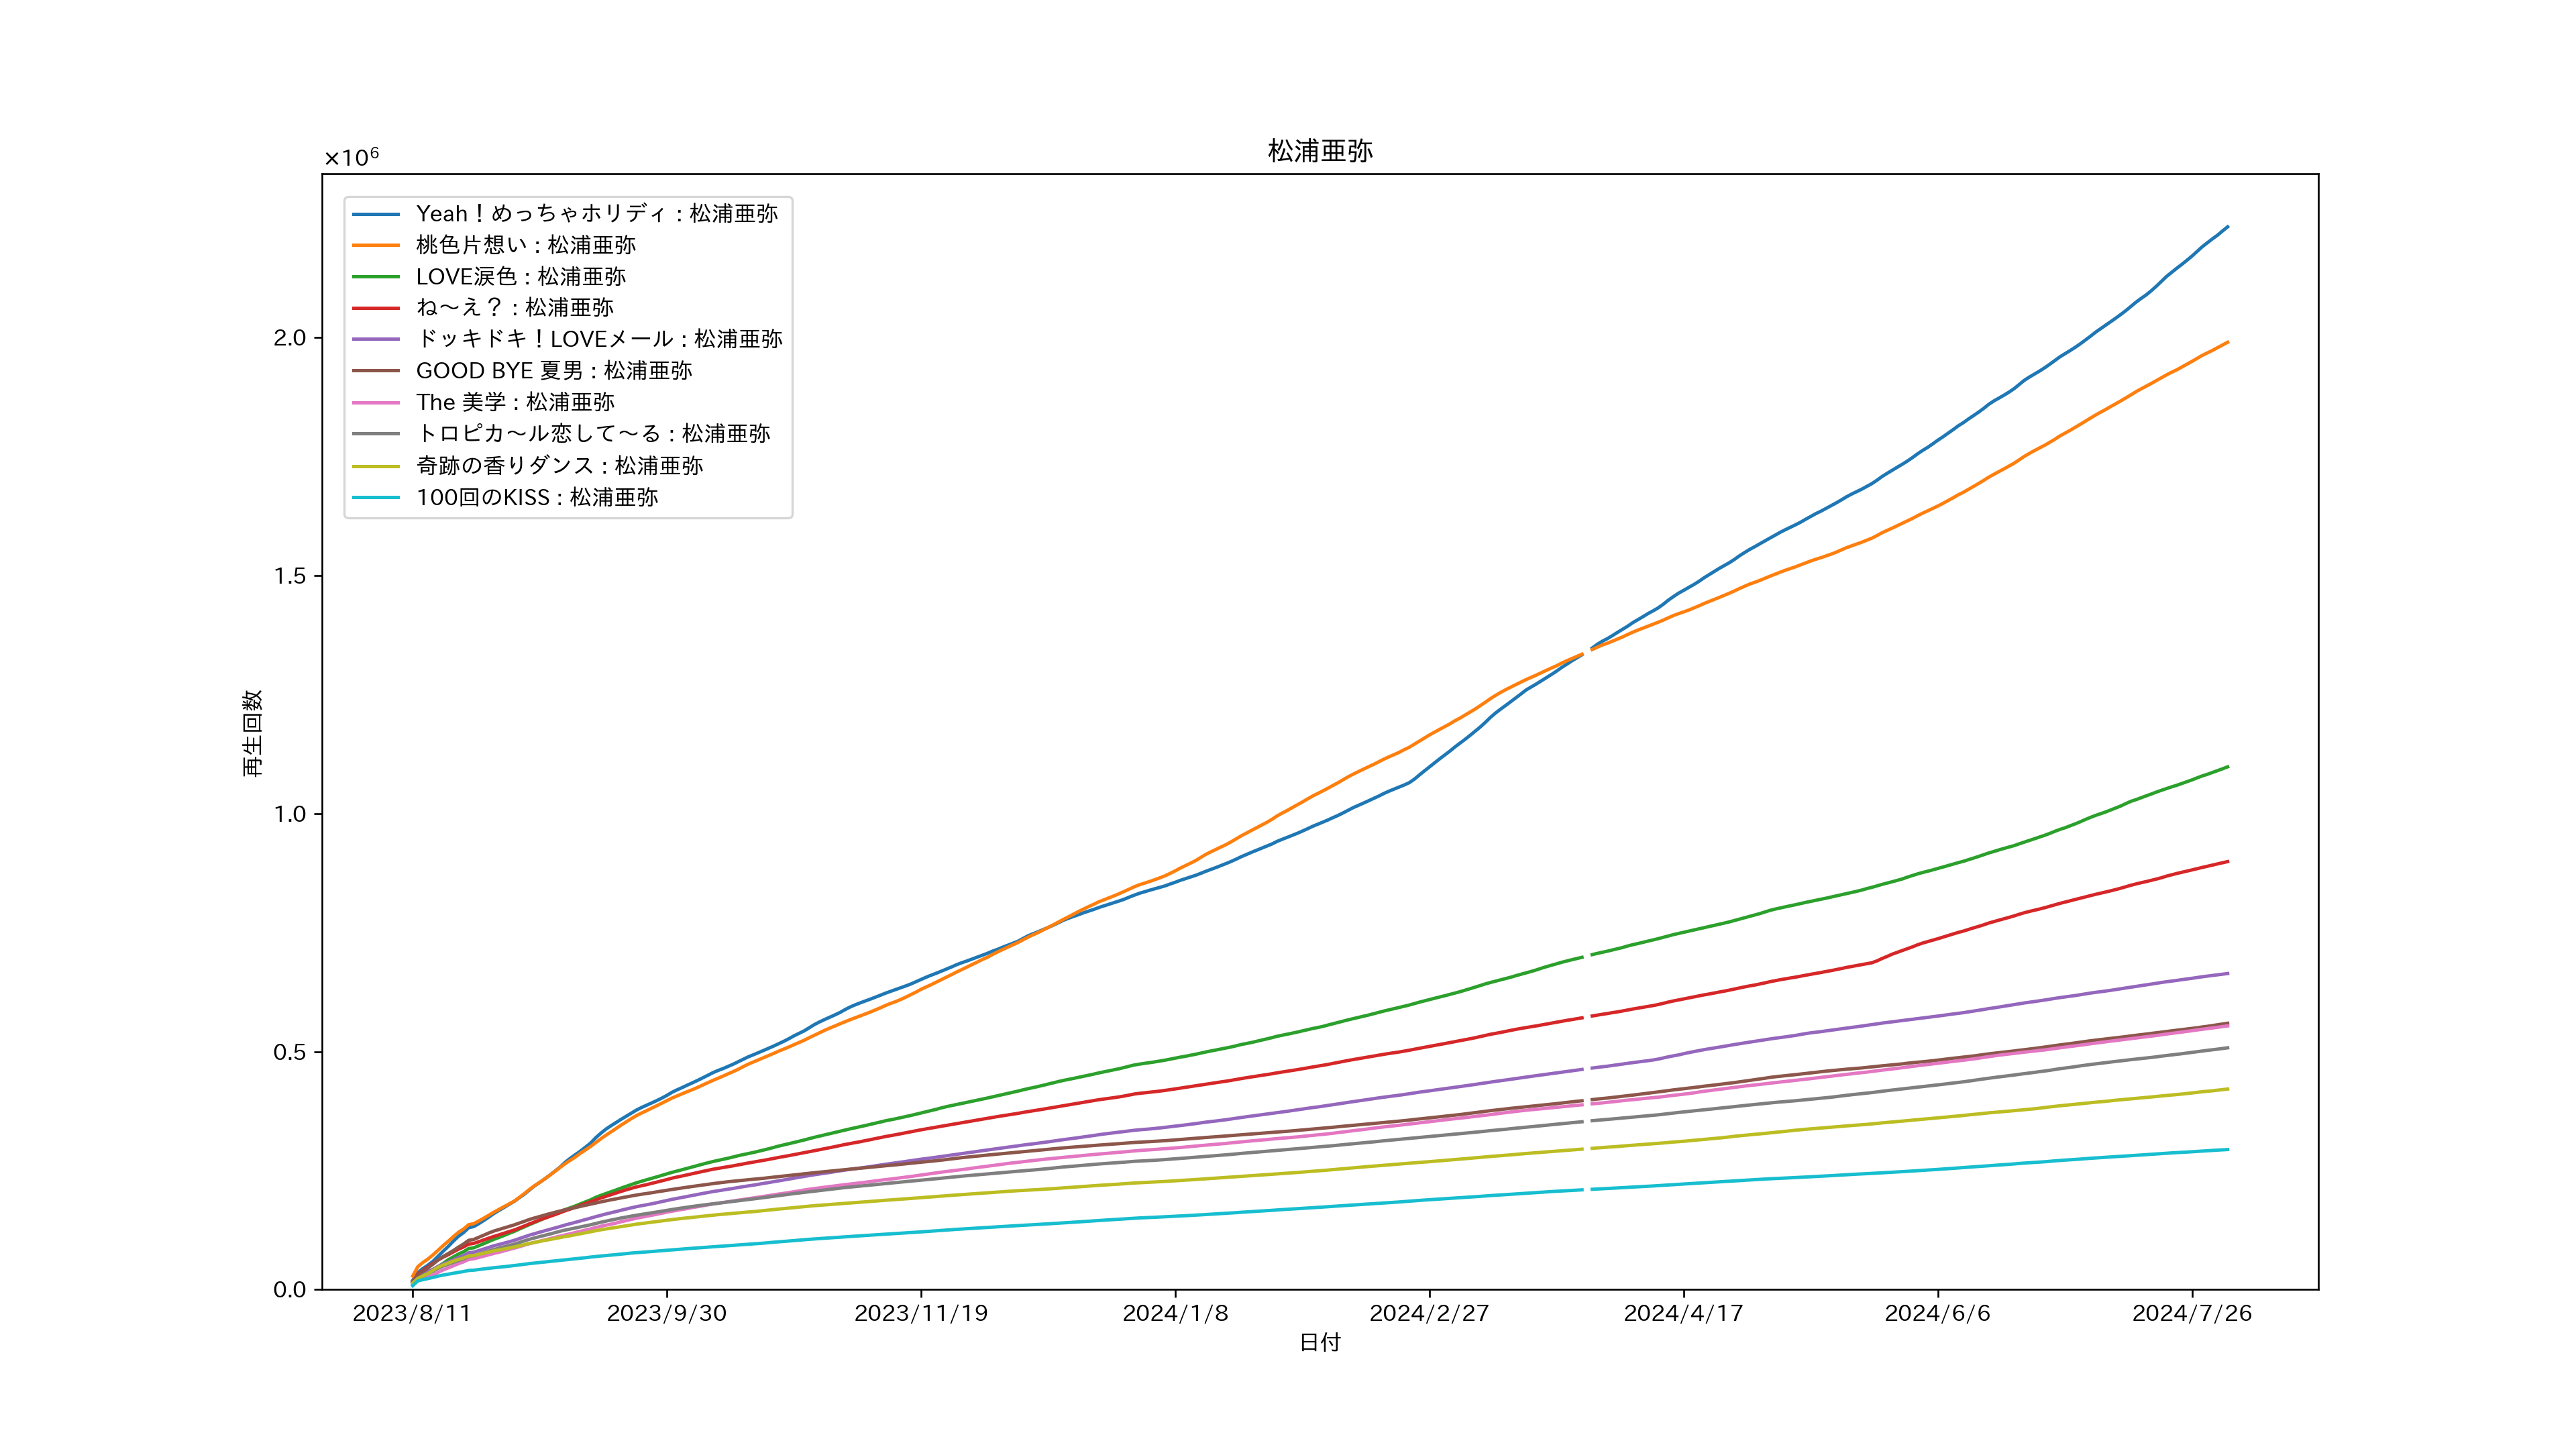 松浦亜弥
×10⁶
Yeah！めっちゃホリディ : 松浦亜弥
桃色片想い : 松浦亜弥
LOVE涙色 : 松浦亜弥
ね〜え？ : 松浦亜弥
ドッキドキ！LOVEメール : 松浦亜弥
GOOD BYE 夏男 : 松浦亜弥
The 美学 : 松浦亜弥
トロピカ〜ル恋して〜る : 松浦亜弥
奇跡の香りダンス : 松浦亜弥
100回のKISS : 松浦亜弥
2.0
1.5
1.0
0.5
0.0
再生回数
2023/8/11 2023/9/30 2023/11/19 2024/1/8 2024/2/27 2024/4/17 2024/6/6 2024/7/26
日付